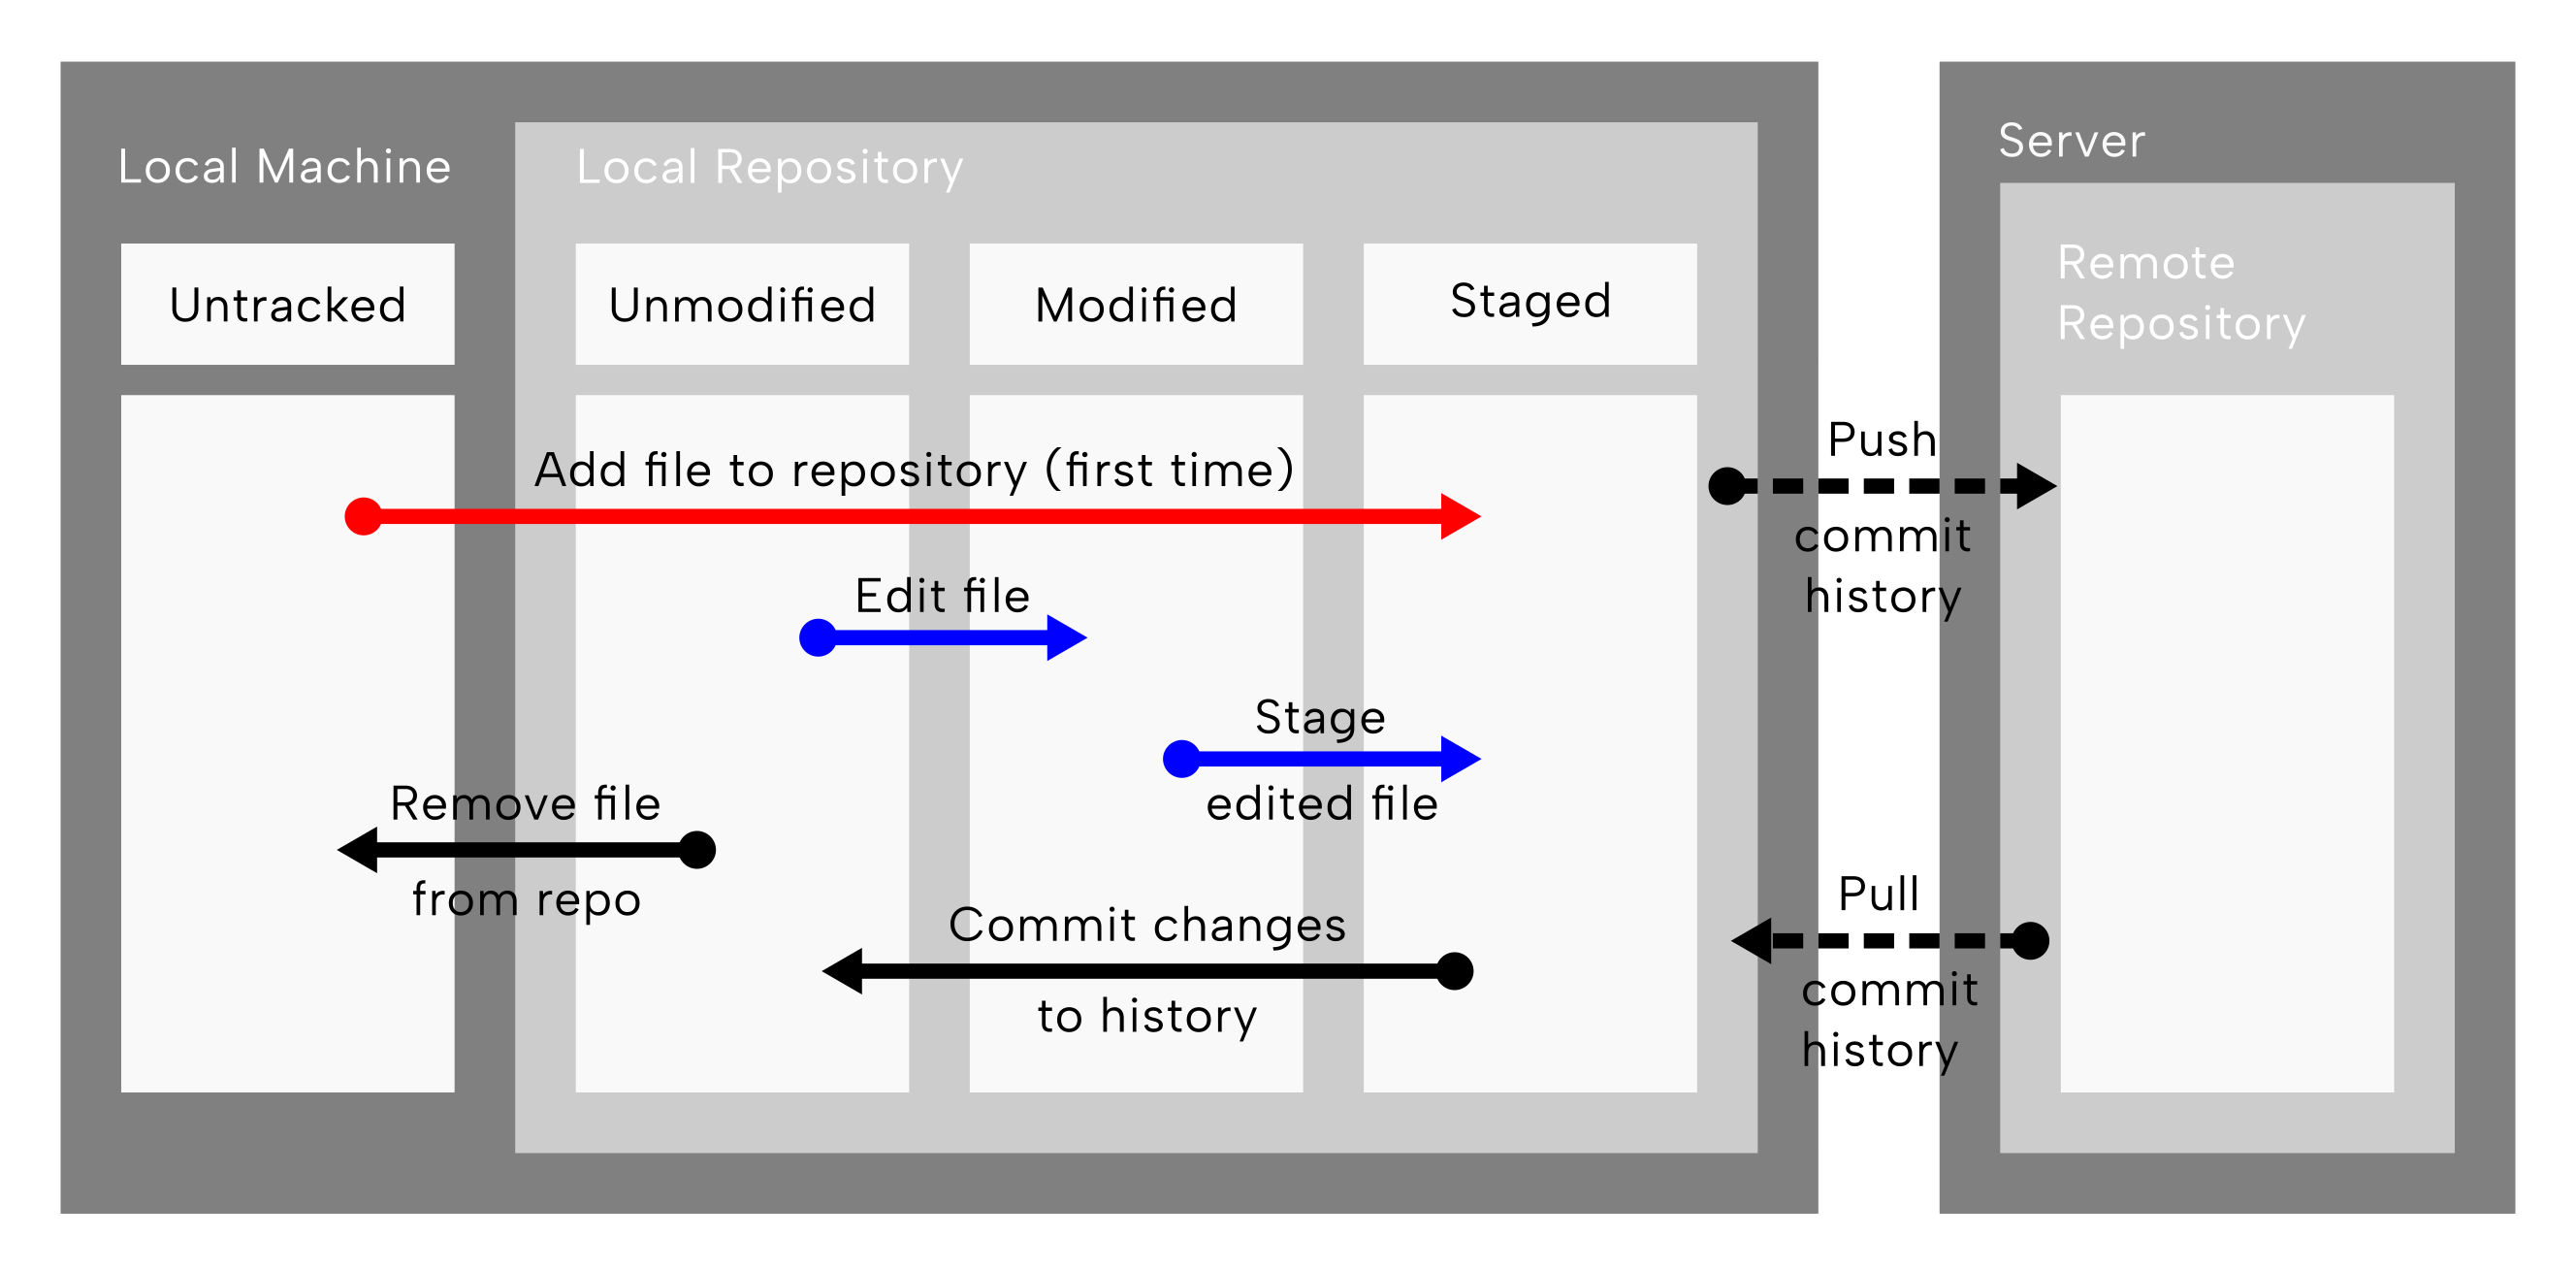 Local Machine
Local Repository
Server
Remote
Repository
Untracked
Unmodified
Modified
Staged
Add file to repository (first time)
Push
commit
history
Edit file
Stage
edited file
Remove file
from repo
Commit changes
to history
Pull
commit
history